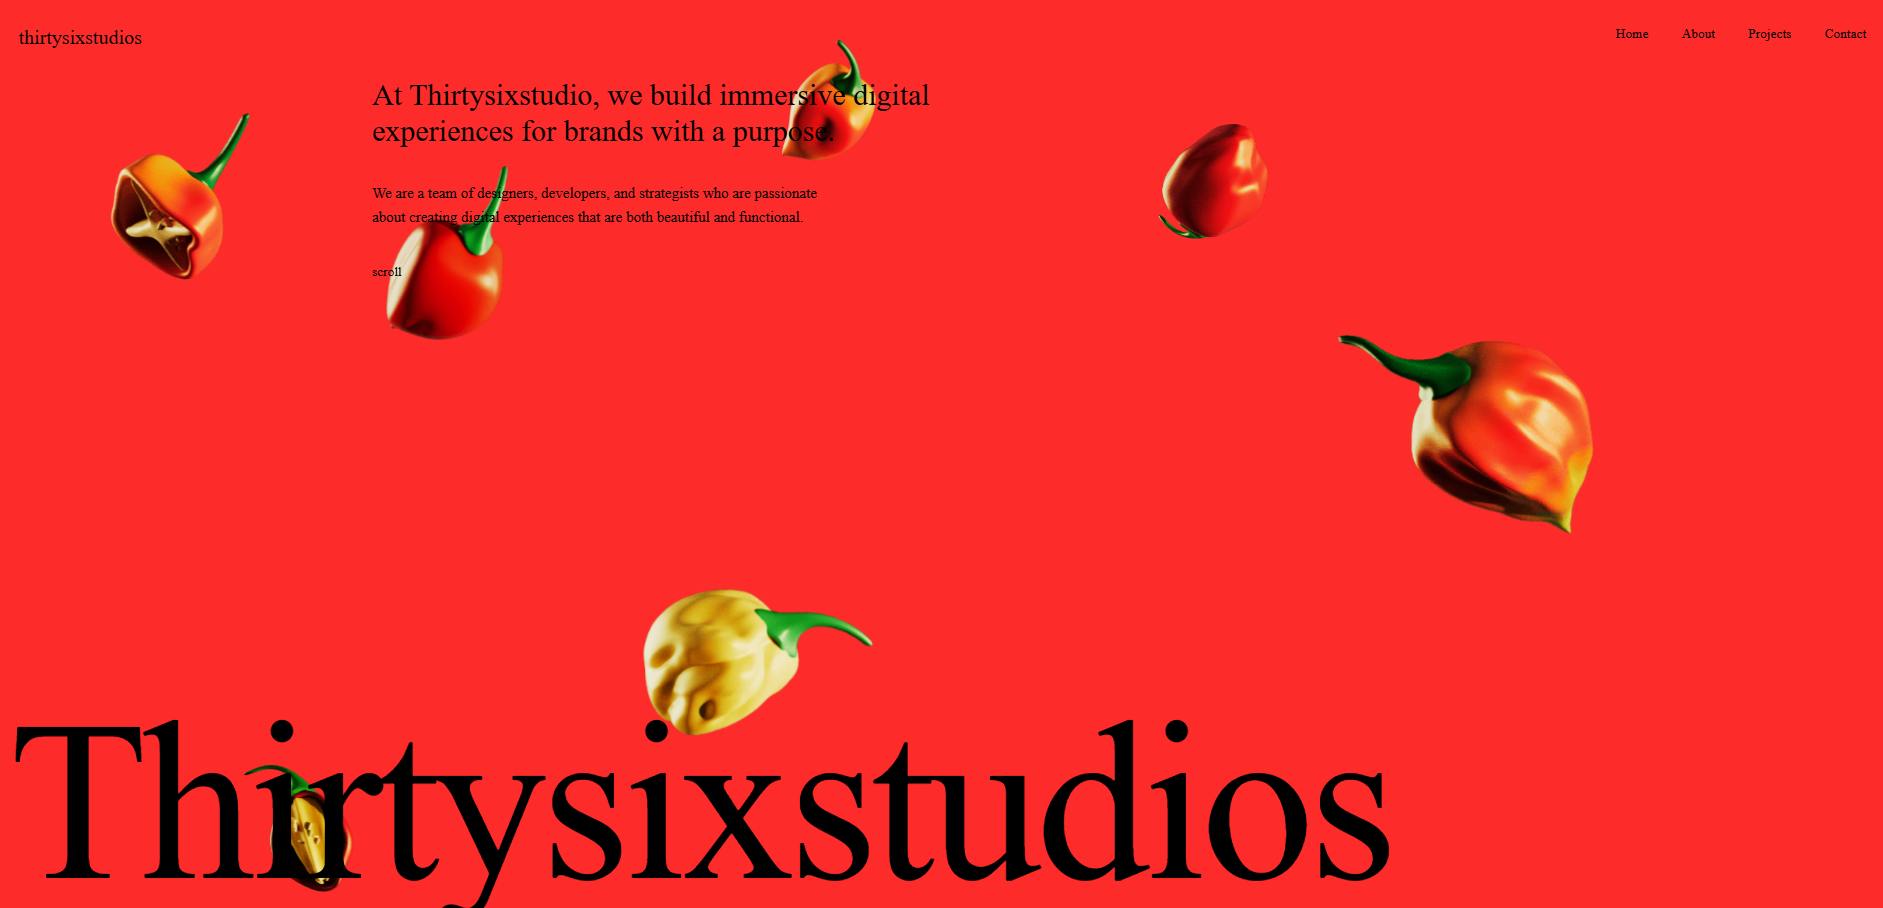 thirtysixstudios
Home About Projects Contact
At Thirtysixstudio, we build immersive digital
experiences for brands with a purpose.
We are a team of designers, developers, and strategists who are passionate
about creating digital experiences that are both beautiful and functional.
scroll
Thirtysixstudios